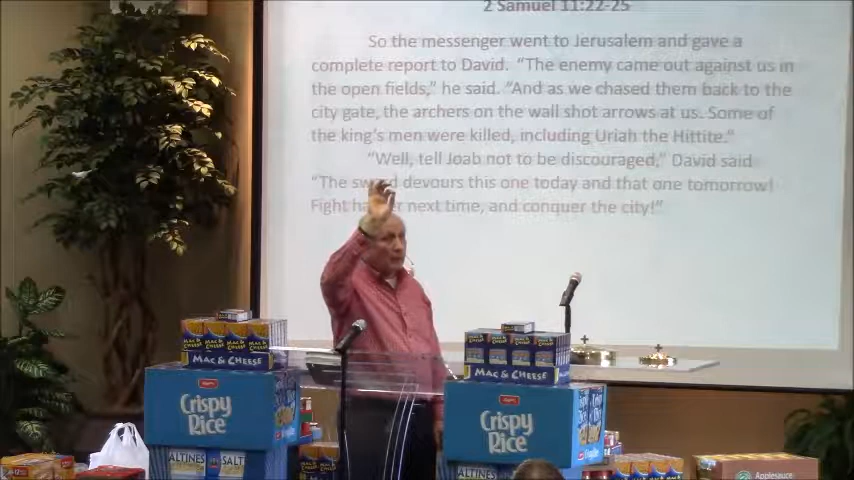 2 Samuel 11:22-25
So the messenger went to Jerusalem and gave a
complete report to David. "The enemy came out against us in
the open fields," he said. "And as we chased them back to the
city gate, the archers on the wall shot arrows at us. Some of
the king's men were killed, including Uriah the Hittite."
"Well, tell Joab not to be discouraged," David said
"The devours this one today and that one tomorrow!
Fight next time, and conquer the city!"
MAC & CHEESE
MAC & CHEESE
Crispy
Rice
Crispy
Rice
ALTINES
SALT
ALTINES
Applesauce